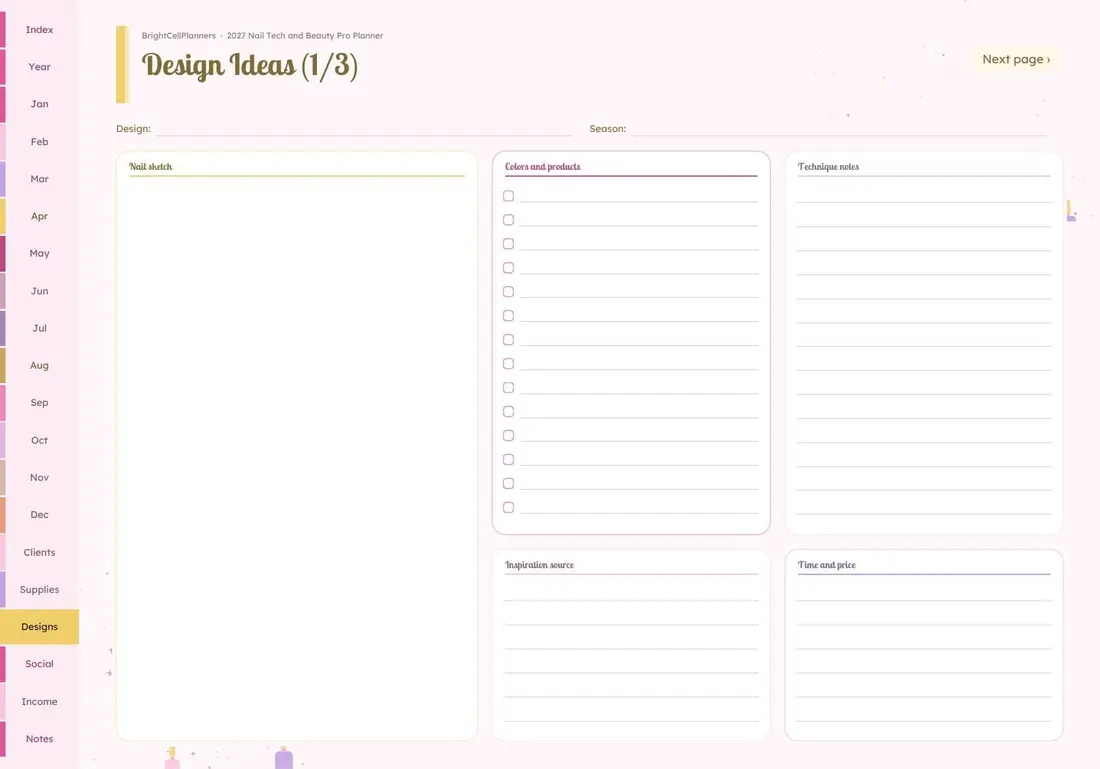 Index
Year
Jan
Feb
Mar
Apr
May
Jun
Jul
Aug
Sep
Oct
Nov
Dec
Clients
Supplies
Designs
Social
Income
Notes
BrightCellPlanners - 2027 Nail Tech and Beauty Pro Planner
Design Ideas (1/3)
Next page ›
Design:
Season:
Nail sketch
Colors and products
Technique notes
Inspiration source
Time and price